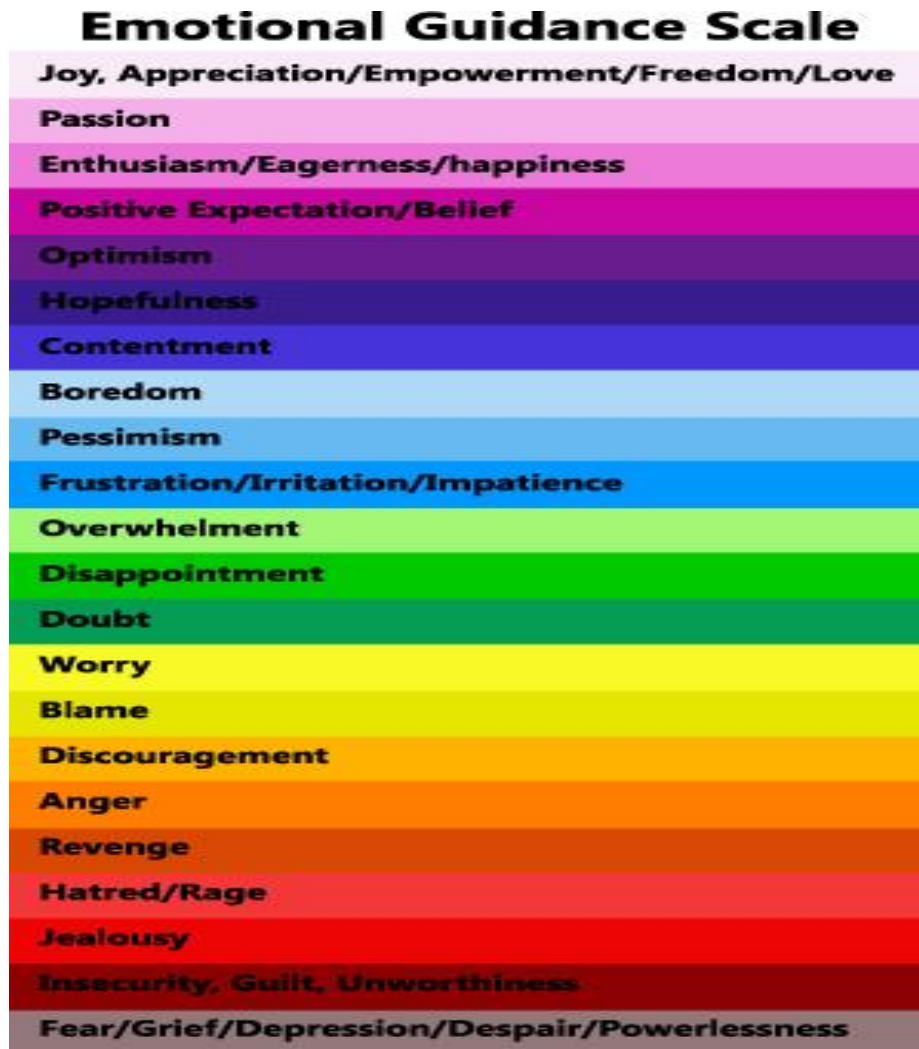 Emotional Guidance Scale
Joy, Appreciation/Empowerment/Freedom/Love
Passion
Enthusiasm/Eagerness/happiness
Positive Expectation/Belief
Optimism
Hopefulness
Contentment
Boredom
Pessimism
Frustration/Irritation/Impatience
Overwhelment
Disappointment
Doubt
Worry
Blame
Discouragement
Anger
Revenge
Hatred/Rage
Jealousy
Insecurity, Guilt, Unworthiness
Fear/Grief/Depression/Despair/Powerlessness